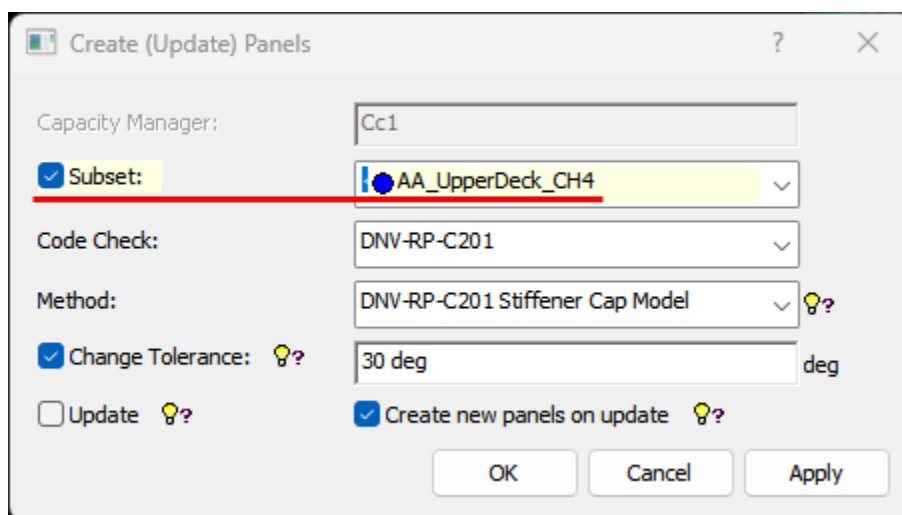 Create (Update) Panels ?
Capacity Manager: Cc1
Subset: AA_UpperDeck_CH4
Code Check: DNV-RP-C201
Method: DNV-RP-C201 Stiffener Cap Model ?
Change Tolerance: ? 30 deg deg
Update ? Create new panels on update ?
OK Cancel Apply